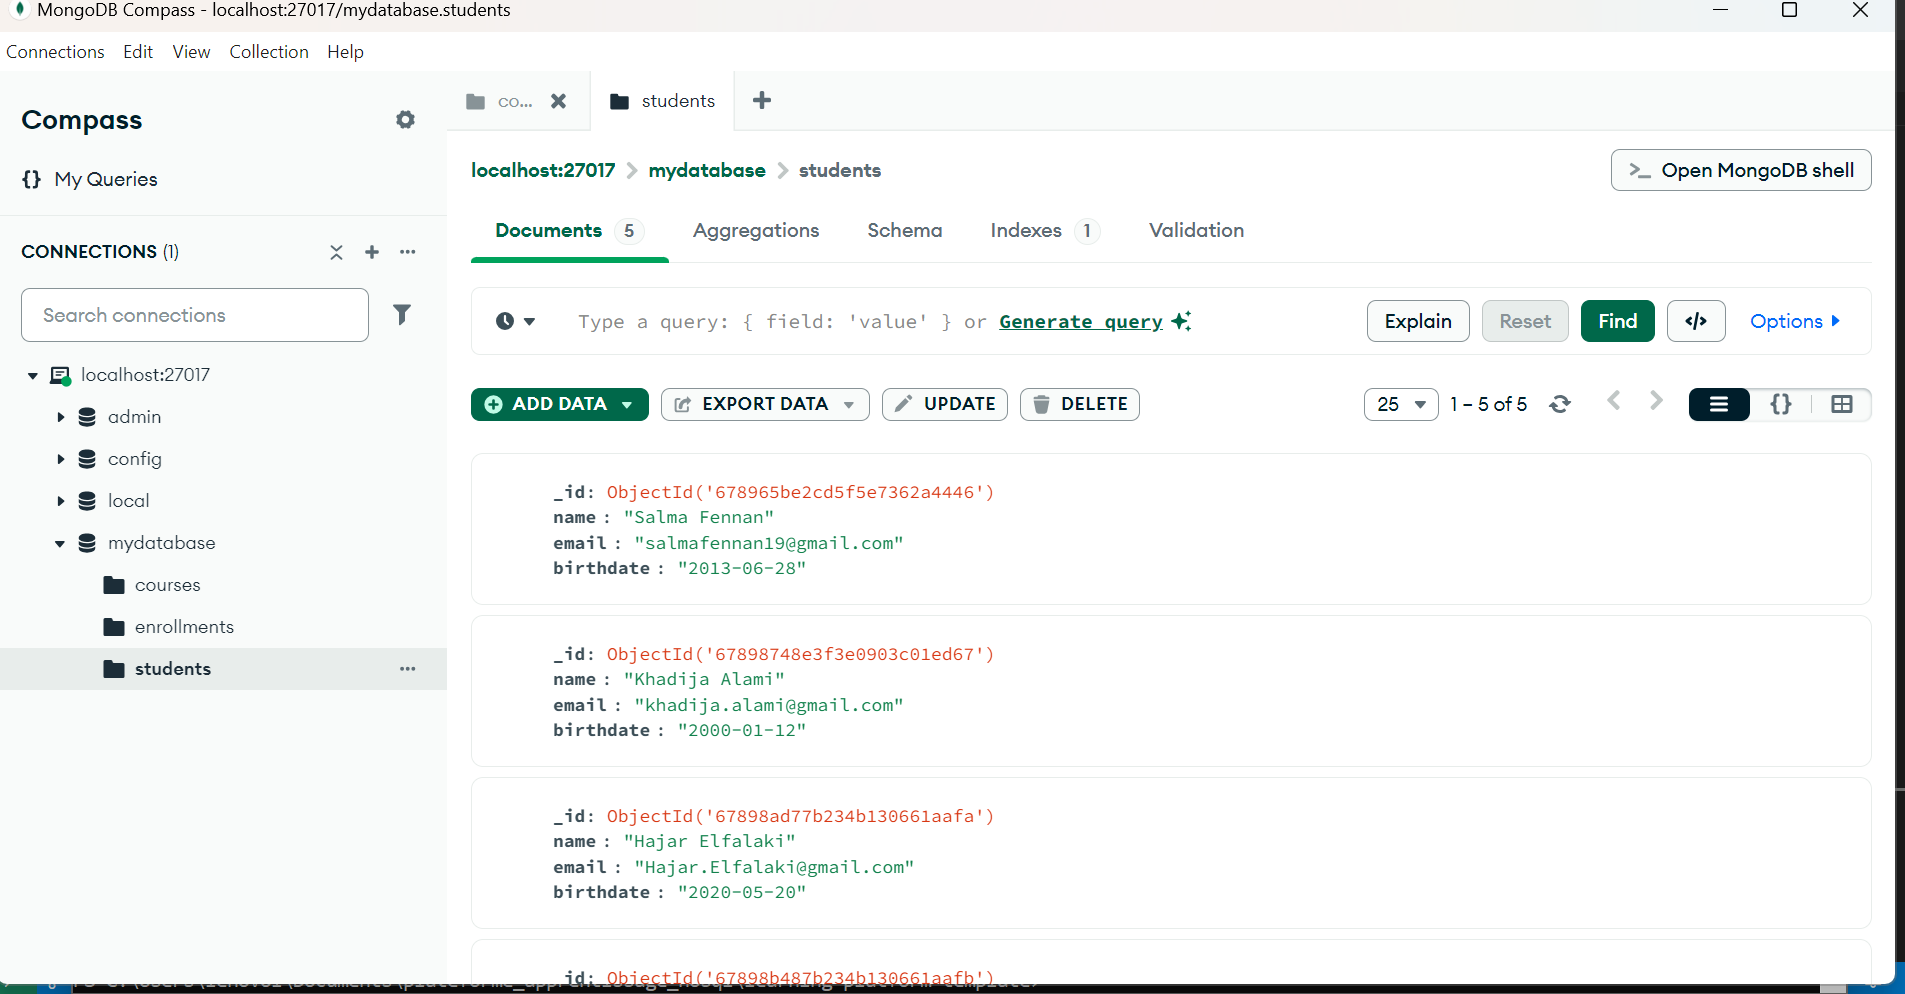 MongoDB Compass - localhost:27017/mydatabase.students
Connections Edit View Collection Help
Compass
{} My Queries
CONNECTIONS (1)
Search connections
localhost:27017
admin
config
local
mydatabase
courses
enrollments
students
co...
students
localhost:27017 > mydatabase > students
>_ Open MongoDB shell
Documents 5 Aggregations Schema Indexes 1 Validation
Type a query: { field: 'value' } or Generate query
Explain Reset Find </> Options
ADD DATA EXPORT DATA UPDATE DELETE
25 1 – 5 of 5 {}
_id: ObjectId('678965be2cd5f5e7362a4446')
name : "Salma Fennan"
email : "salmafennan19@gmail.com"
birthdate : "2013-06-28"
_id: ObjectId('67898748e3f3e0903c01ed67')
name : "Khadija Alami"
email : "khadija.alami@gmail.com"
birthdate : "2000-01-12"
_id: ObjectId('67898ad77b234b130661aafa')
name : "Hajar Elfalaki"
email : "Hajar.Elfalaki@gmail.com"
birthdate : "2020-05-20"
_id: ObjectId('67898b487b234b130661aafb')